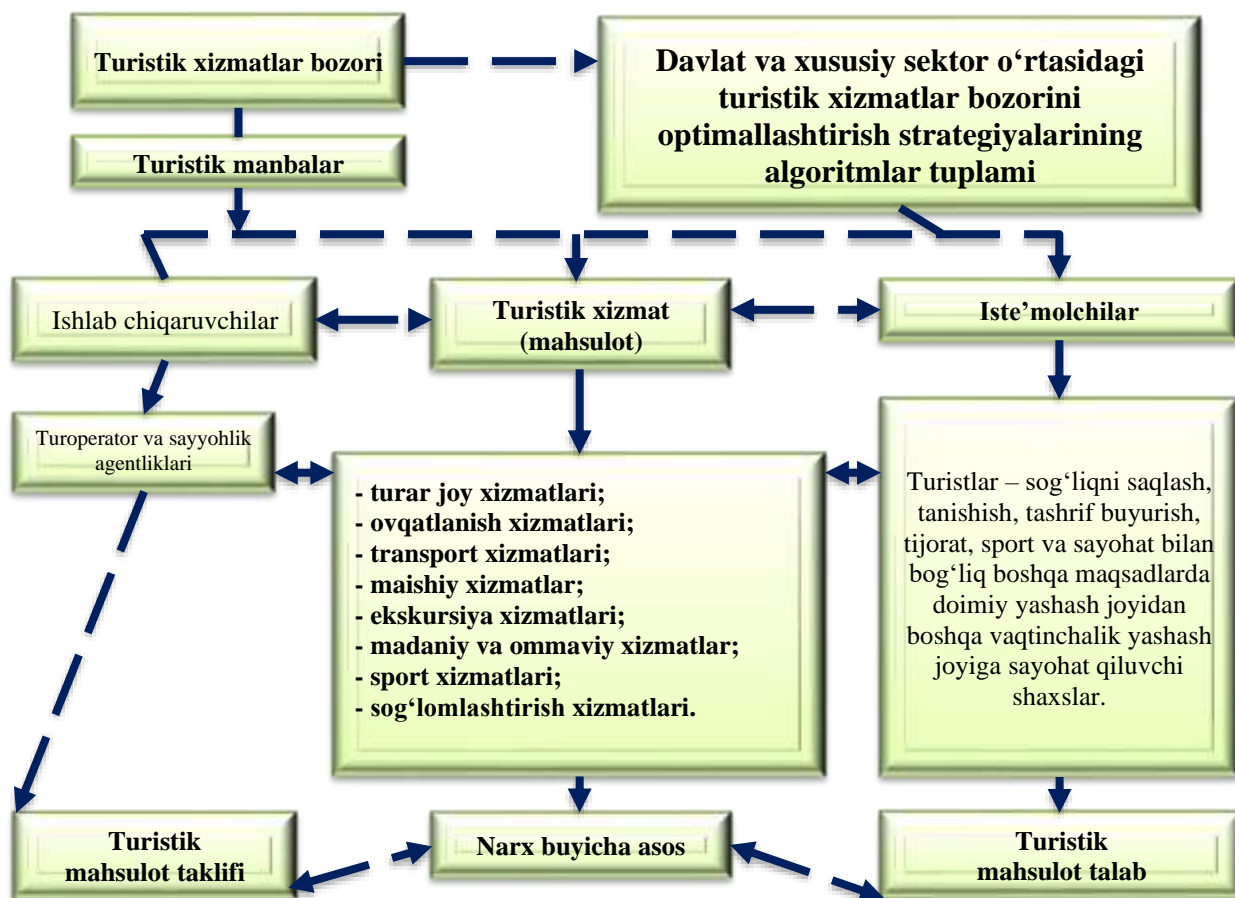 Turistik xizmatlar bozori
Davlat va xususiy sektor o‘rtasidagi
turistik xizmatlar bozorini
optimallashtirish strategiyalarining
algoritmlar tuplami
Turistik manbalar
Ishlab chiqaruvchilar
Turistik xizmat
(mahsulot)
Iste’molchilar
Turoperator va sayyohlik
agentliklari
- turar joy xizmatlari;
- ovqatlanish xizmatlari;
- transport xizmatlari;
- maishiy xizmatlar;
- ekskursiya xizmatlari;
- madaniy va ommaviy xizmatlar;
- sport xizmatlari;
- sog‘lomlashtirish xizmatlari.
Turistlar – sog‘liqni saqlash,
tanishish, tashrif buyurish,
tijorat, sport va sayohat bilan
bog‘liq boshqa maqsadlarda
doimiy yashash joyidan
boshqa vaqtinchalik yashash
joyiga sayohat qiluvchi
shaxslar.
Turistik
mahsulot taklifi
Narx buyicha asos
Turistik
mahsulot talab